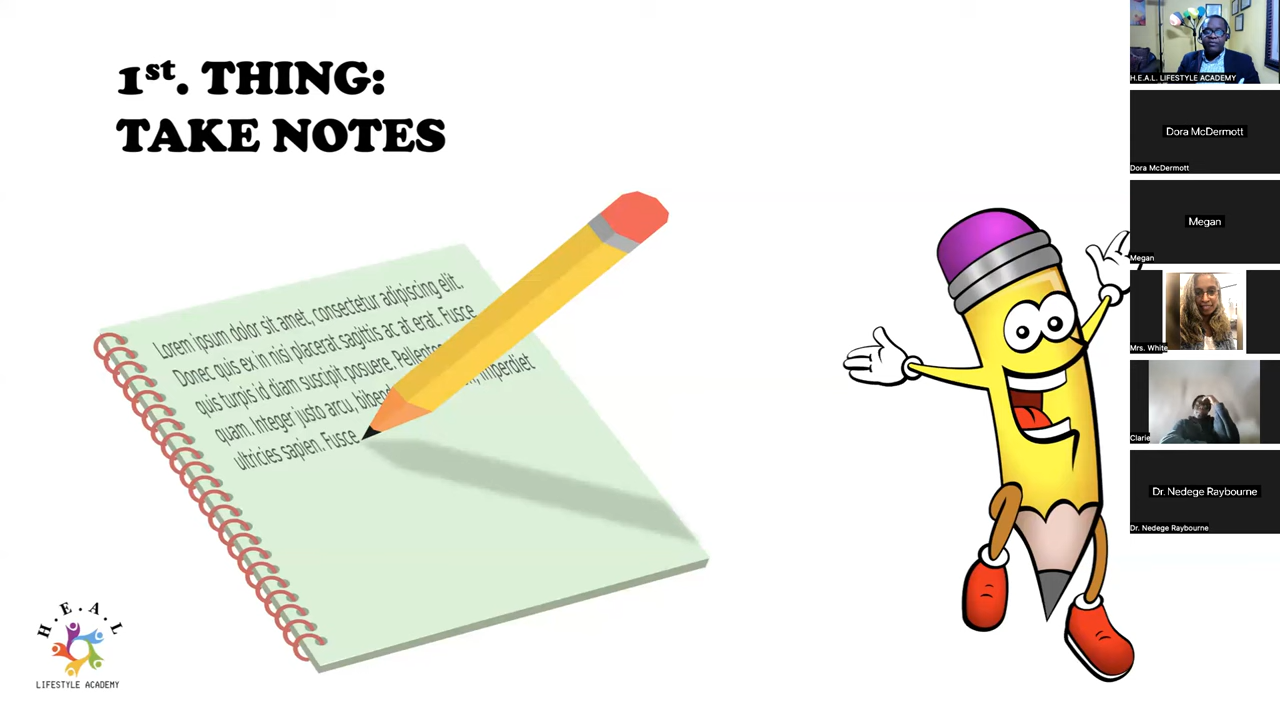 1st. THING:
TAKE NOTES
Lorem ipsum dolor sit amet, consectetur adipiscing elit.
Donec quis ex in nisi placerat sagittis ac at erat. Fusce
quis turpis id diam suscipit posuere.
imperdiet
quam. Integer justo arcu,
ultricies sapien. Fusce
H.E.A.L
LIFESTYLE ACADEMY
H.E.A.L. LIFESTYLE ACADEMY
Dora McDermott
Dora McDermott
Megan
Megan
Mrs. White
Clarie
Dr. Nedege Raybourne
Dr. Nedege Raybourne